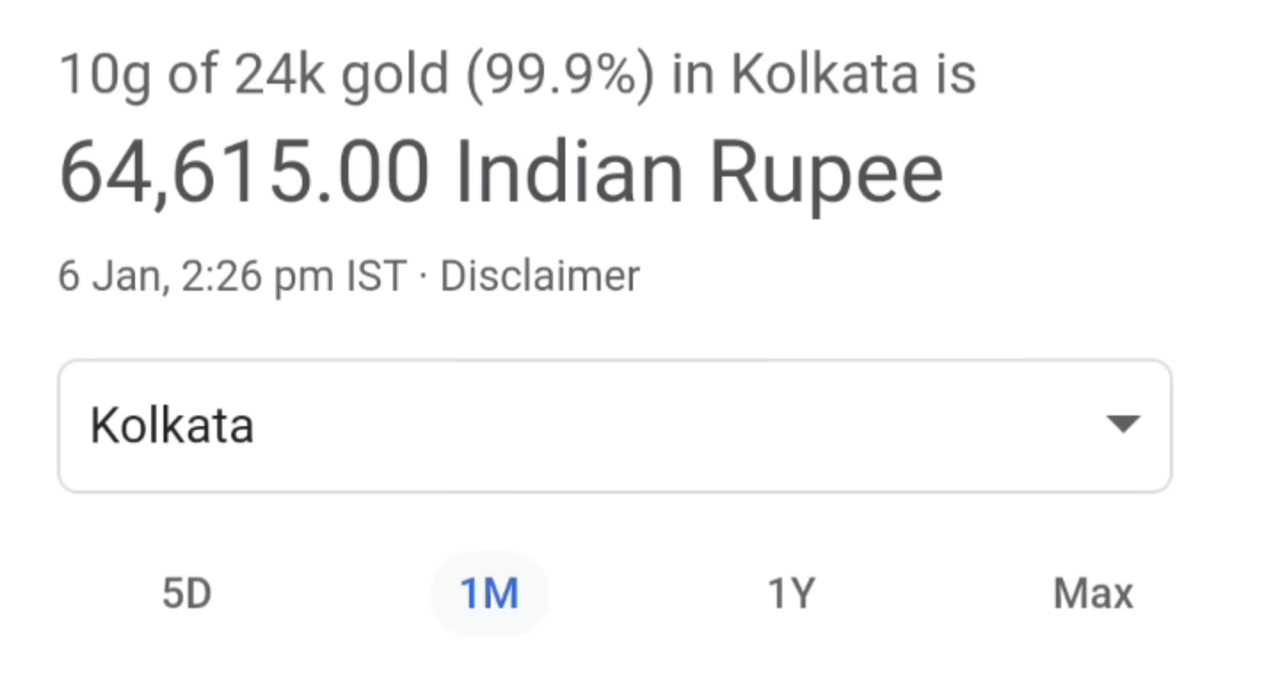 10g of 24k gold (99.9%) in Kolkata is
64,615.00 Indian Rupee
6 Jan, 2:26 pm IST · Disclaimer
Kolkata
5D 1M 1Y Max